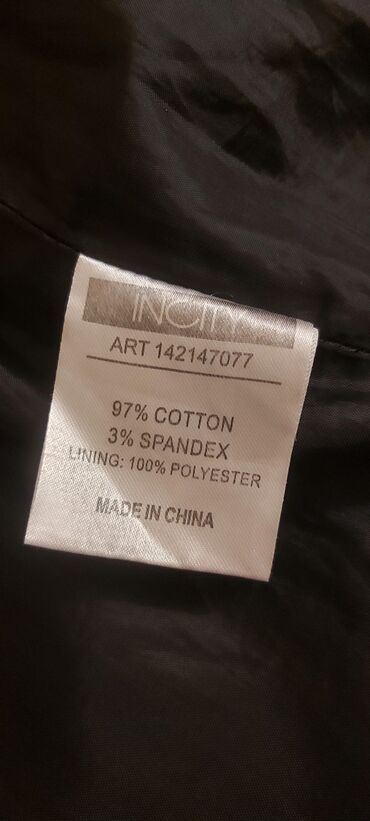 INCITY
ART 142147077
97% COTTON
3% SPANDEX
LINING: 100% POLYESTER
MADE IN CHINA